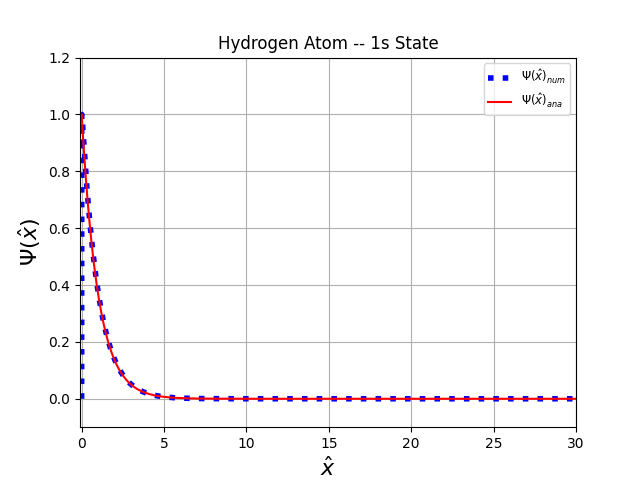 Hydrogen Atom -- 1s State
Ψ(x̂)
1.2
1.0
0.8
0.6
0.4
0.2
0.0
Ψ(x̂)num
Ψ(x̂)ana
0 5 10 15 20 25 30
x̂